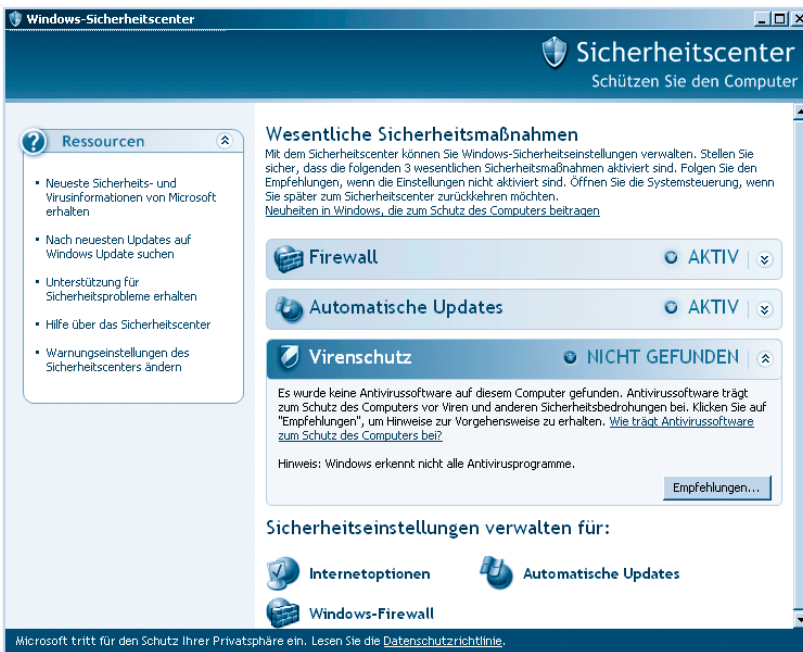 Windows-Sicherheitscenter
Sicherheitscenter
Schützen Sie den Computer
Ressourcen
• Neueste Sicherheits- und
Virusinformationen von Microsoft
erhalten
• Nach neuesten Updates auf
Windows Update suchen
• Unterstützung für
Sicherheitsprobleme erhalten
• Hilfe über das Sicherheitscenter
• Warnungseinstellungen des
Sicherheitscenters ändern
Wesentliche Sicherheitsmaßnahmen
Mit dem Sicherheitscenter können Sie Windows-Sicherheitseinstellungen verwalten. Stellen Sie
sicher, dass die folgenden 3 wesentlichen Sicherheitsmaßnahmen aktiviert sind. Folgen Sie den
Empfehlungen, wenn die Einstellungen nicht aktiviert sind. Öffnen Sie die Systemsteuerung, wenn
Sie später zum Sicherheitscenter zurückkehren möchten.
Neuheiten in Windows, die zum Schutz des Computers beitragen
Firewall AKTIV
Automatische Updates AKTIV
Virenschutz NICHT GEFUNDEN
Es wurde keine Antivirussoftware auf diesem Computer gefunden. Antivirussoftware trägt
zum Schutz des Computers vor Viren und anderen Sicherheitsbedrohungen bei. Klicken Sie auf
"Empfehlungen", um Hinweise zur Vorgehensweise zu erhalten. Wie trägt Antivirussoftware
zum Schutz des Computers bei?
Hinweis: Windows erkennt nicht alle Antivirusprogramme.
Empfehlungen...
Sicherheitseinstellungen verwalten für:
Internetoptionen Automatische Updates
Windows-Firewall
Microsoft tritt für den Schutz Ihrer Privatsphäre ein. Lesen Sie die Datenschutzrichtlinie.